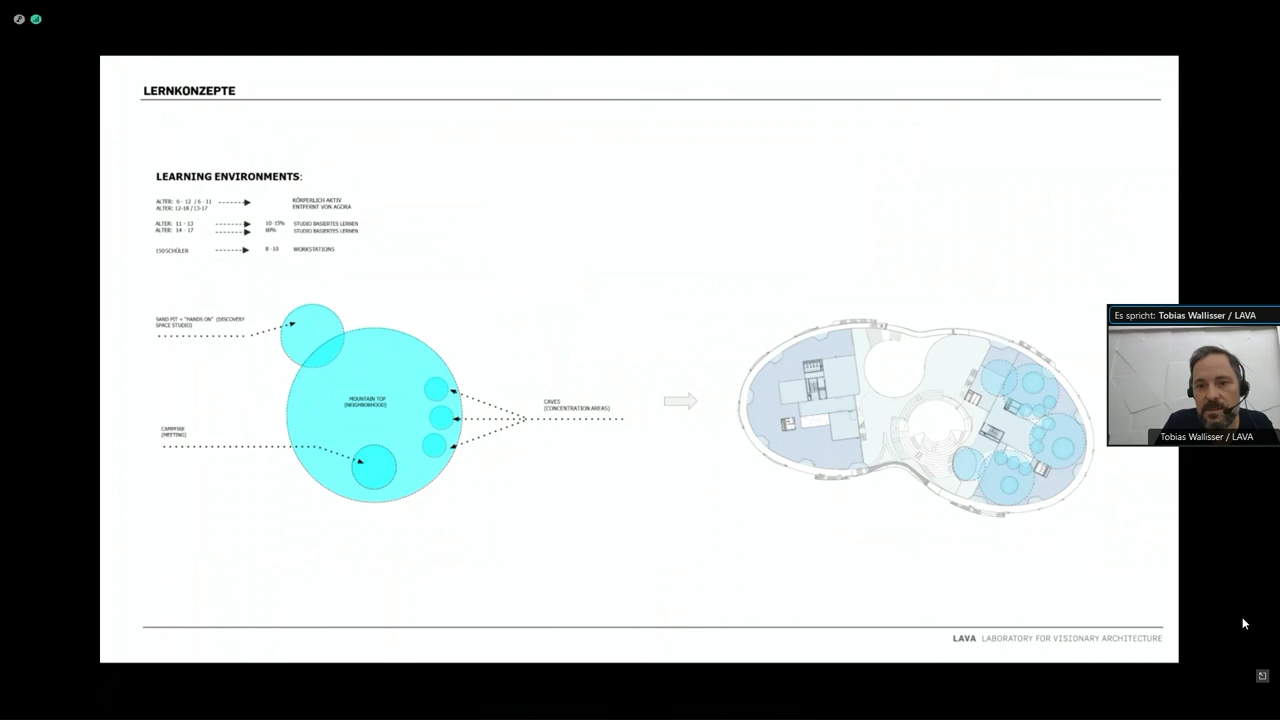 LERNKONZEPTE
LEARNING ENVIRONMENTS:
ALTER: 6 - 12 / 6 - 11
ALTER: 12-18 / 13-17
KÖRPERLICH AKTIV
ENTFERNT VON AGORA
ALTER: 11 - 13
10-15% STUDIO BASIERTES LERNEN
ALTER: 14 - 17
60% STUDIO BASIERTES LERNEN
150 SCHÜLER
8 - 10 WORKSTATIONS
SAND PIT = "HANDS ON" (DISCOVERY
SPACE STUDIO)
MOUNTAIN TOP
(NEIGHBORHOOD)
CAVES
(CONCENTRATION AREAS)
CAMPFIRE
(MEETING)
Es spricht: Tobias Wallisser / LAVA
Tobias Wallisser / LAVA
LAVA LABORATORY FOR VISIONARY ARCHITECTURE